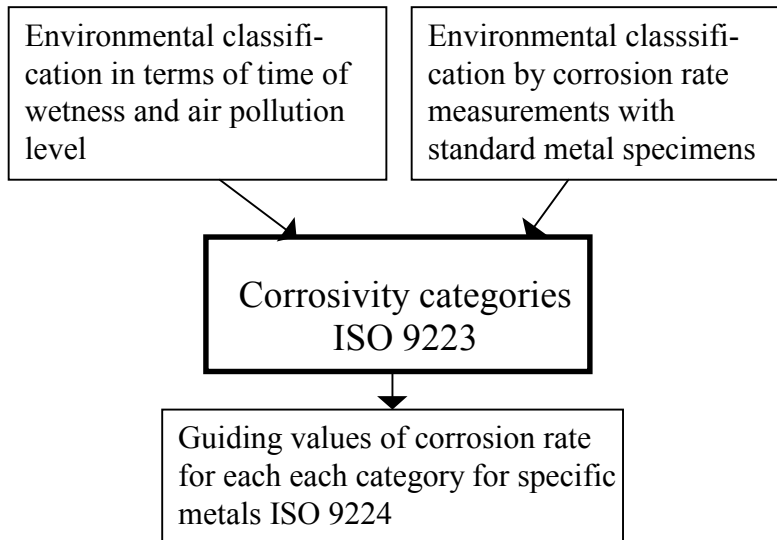 Environmental classifi-
cation in terms of time of
wetness and air pollution
level
Environmental classsifi-
cation by corrosion rate
measurements with
standard metal specimens
Corrosivity categories
ISO 9223
Guiding values of corrosion rate
for each each category for specific
metals ISO 9224